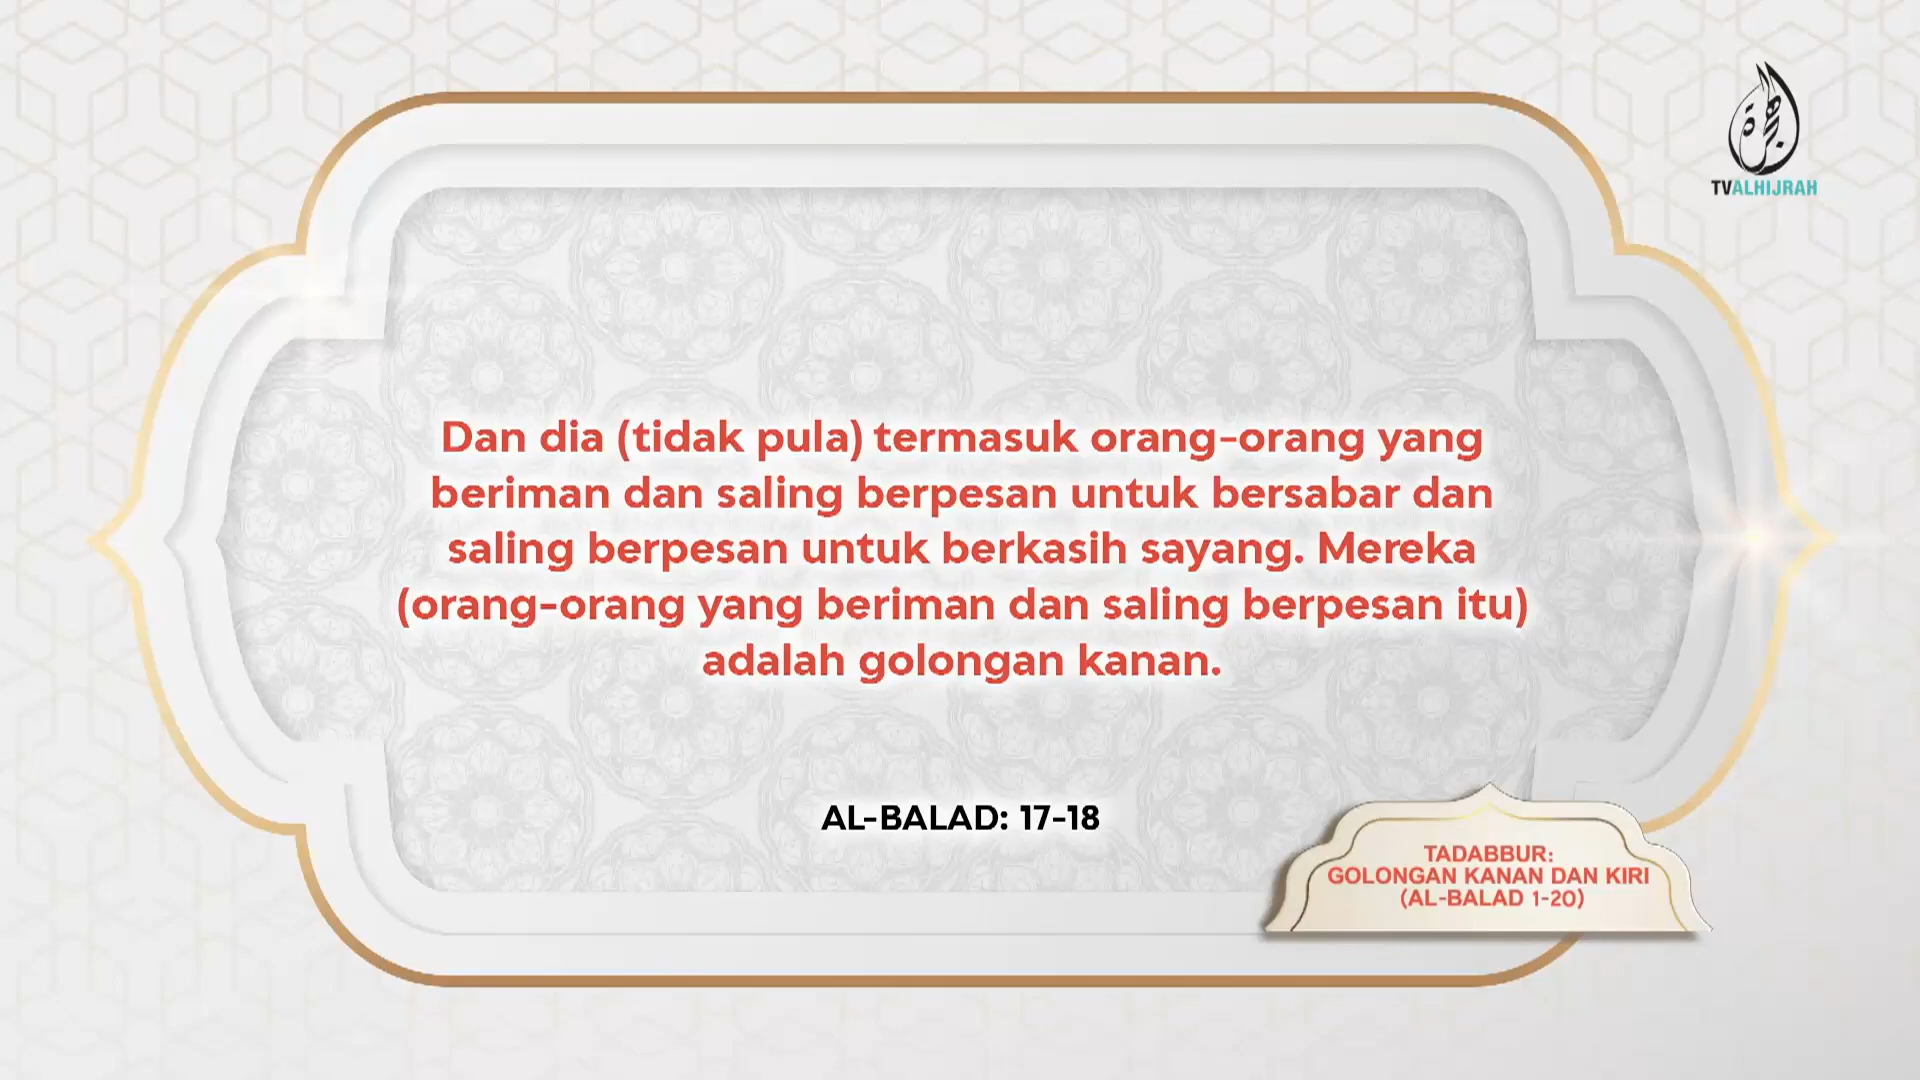 هجرة
TVALHIJRAH
Dan dia (tidak pula) termasuk orang-orang yang
beriman dan saling berpesan untuk bersabar dan
saling berpesan untuk berkasih sayang. Mereka
(orang-orang yang beriman dan saling berpesan itu)
adalah golongan kanan.
AL-BALAD: 17-18
TADABBUR:
GOLONGAN KANAN DAN KIRI
(AL-BALAD 1-20)